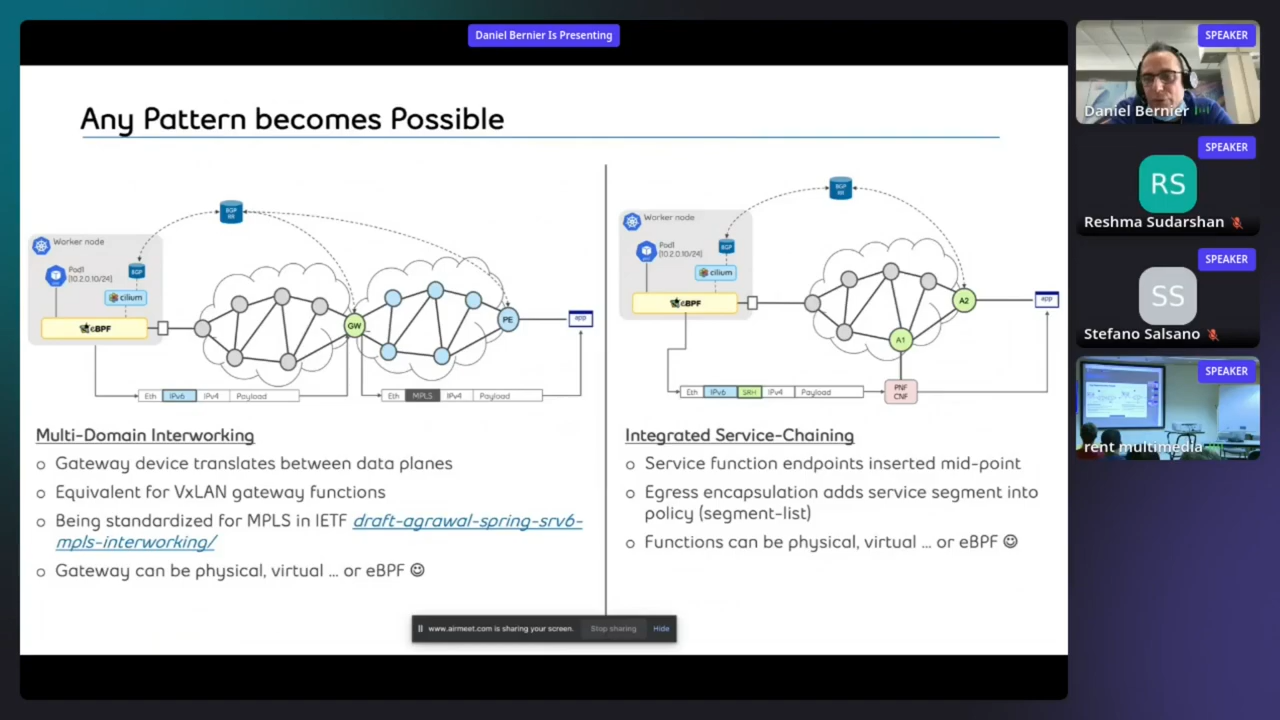 Daniel Bernier Is Presenting
Any Pattern becomes Possible
BGP
RR
Worker node
Pod1
(10.2.0.10/24)
BGP
cilium
eBPF
GW
PE
app
Eth IPv6 IPv4 Payload
Eth MPLS IPv4 Payload
Multi-Domain Interworking
o Gateway device translates between data planes
o Equivalent for VxLAN gateway functions
o Being standardized for MPLS in IETF draft-agrawal-spring-srv6-
mpls-interworking/
o Gateway can be physical, virtual ... or eBPF ☺
BGP
RR
Worker node
Pod1
(10.2.0.10/24)
BGP
cilium
eBPF
A2
app
A1
Eth IPv6 SRH IPv4 Payload
PNF
CNF
Integrated Service-Chaining
o Service function endpoints inserted mid-point
o Egress encapsulation adds service segment into
policy (segment-list)
o Functions can be physical, virtual ... or eBPF ☺
www.airmeet.com is sharing your screen. Stop sharing Hide
SPEAKER
Daniel Bernier
SPEAKER
RS
Reshma Sudarshan
SPEAKER
SS
Stefano Salsano
SPEAKER
rent multimedia